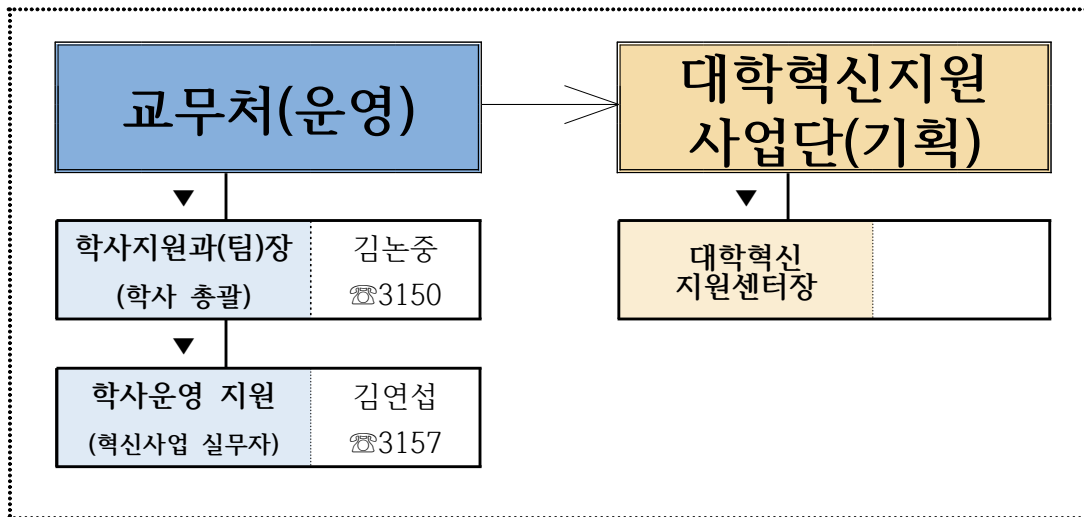 교무처(운영)
대학혁신지원
사업단(기획)
▼
▼
학사지원과(팀)장
(학사 총괄)
김논중
☏3150
대학혁신
지원센터장
▼
학사운영 지원
(혁신사업 실무자)
김연섭
☏3157